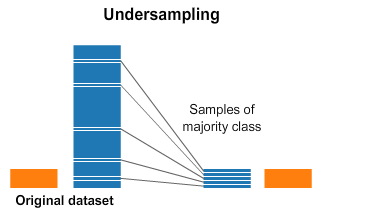 Undersampling
Samples of
majority class
Original dataset